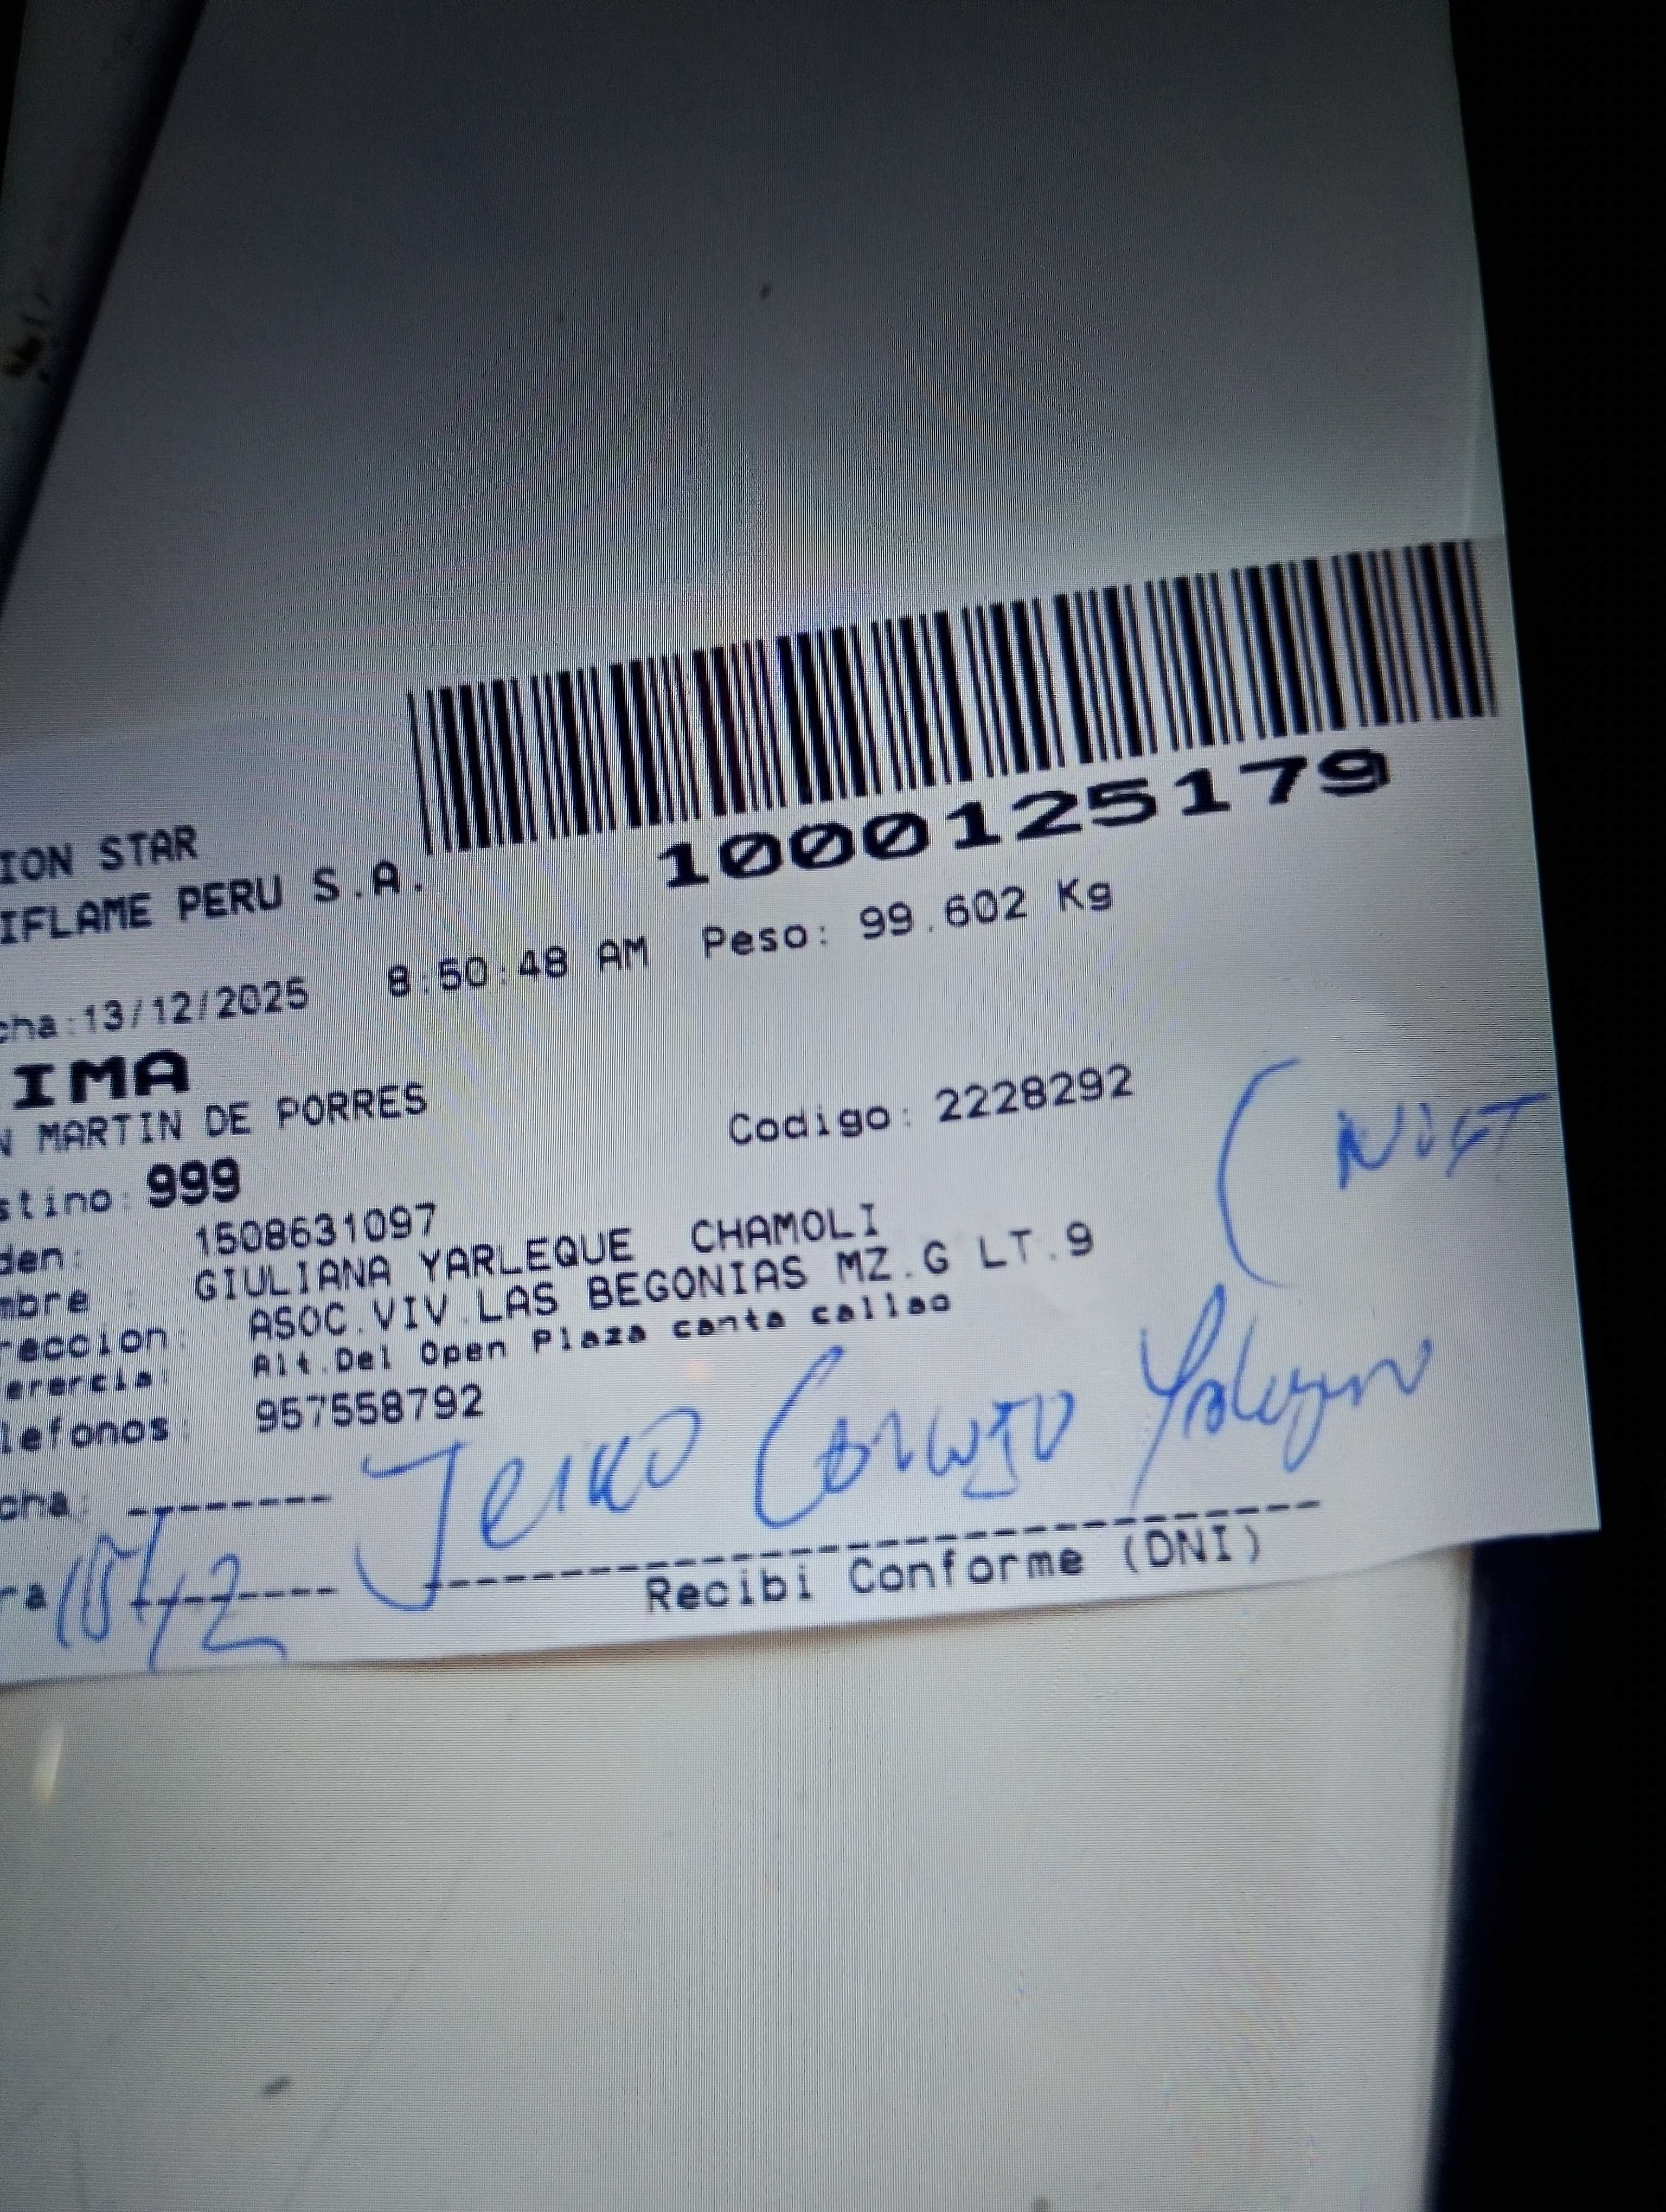 1000125179
ION STAR
IFLAME PERU S.A.
cha:13/12/2025 8:50:48 AM Peso: 99.602 Kg
IMA
N MARTIN DE PORRES
Codigo: 2228292
stino: 999
den: 1508631097
mbre : GIULIANA YARLEQUE CHAMOLI
reccion: ASOC.VIV.LAS BEGONIAS MZ.G LT.9
erencia: Alt.Del Open Plaza canta callao
lefonos: 957558792
cha:
ra
Recibi Conforme (DNI)